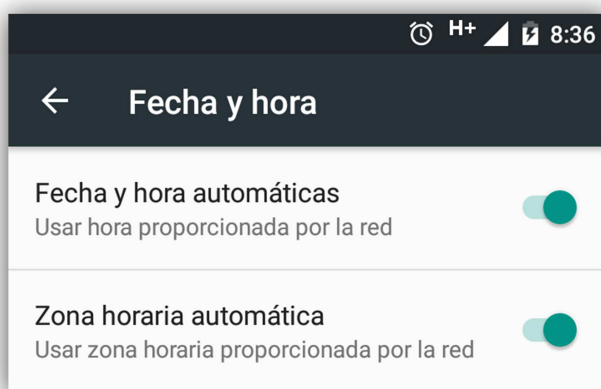 H+ 8:36
Fecha y hora
Fecha y hora automáticas
Usar hora proporcionada por la red
Zona horaria automática
Usar zona horaria proporcionada por la red